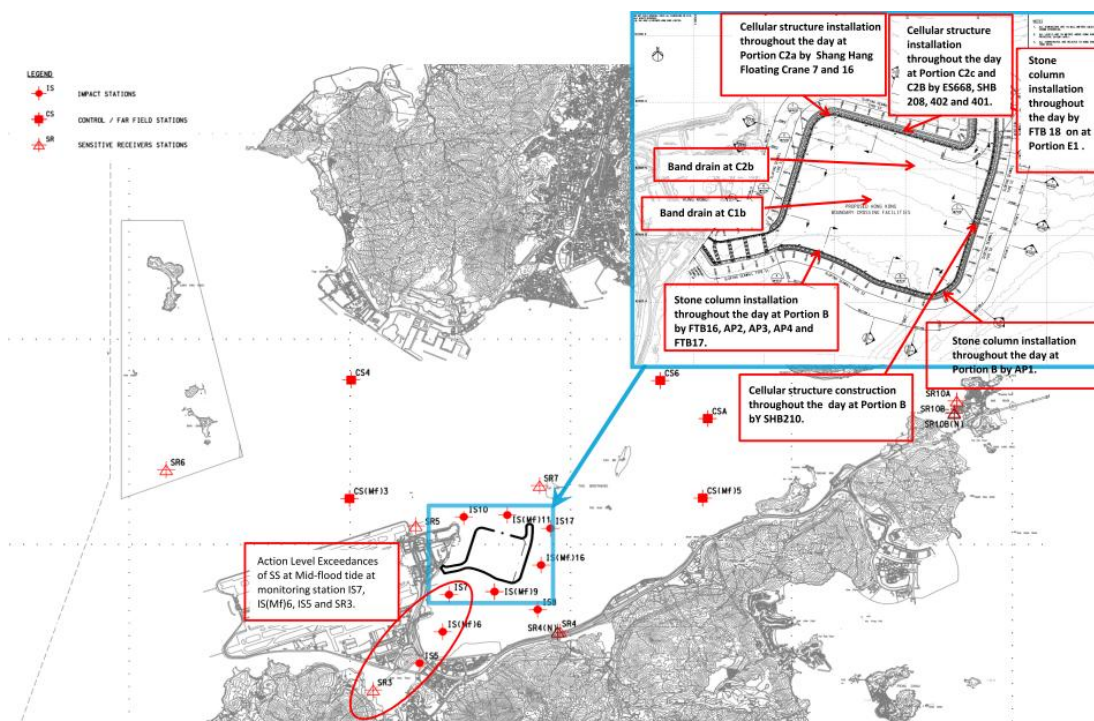 LEGEND
IS
IMPACT STATIONS
CS
CONTROL / FAR FIELD STATIONS
SR
SENSITIVE RECEIVERS STATIONS
Cellular structure
installation
throughout the day at
Portion C2a by Shang Hang
Floating Crane 7 and 16
Cellular structure
installation
throughout the day
at Portion C2c and
C2B by ES668, SHB
208, 402 and 401.
Stone
column
installation
throughout
the day by
FTB 18 on at
Portion E1 .
Band drain at C2b
Band drain at C1b
PROPOSED HONG KONG
BOUNDARY CROSSING FACILITIES
Stone column installation
throughout the day at Portion B
by FTB16, AP2, AP3, AP4 and
FTB17.
Stone column installation
throughout the day at
Portion B by AP1.
Cellular structure construction
throughout the day at Portion B
bY SHB210.
CS4
CS6
CSA
SR10A
SR10B
SR10B(N)
SR6
CS(Mf)3
SR7
CS(Mf)5
SR5
IS10
IS(Mf)11
IS17
IS(Mf)16
Action Level Exceedances
of SS at Mid-flood tide at
monitoring station IS7,
IS(Mf)6, IS5 and SR3.
IS7
IS(Mf)9
IS8
IS(Mf)6
SR4(N)
SR4
IS5
SR3